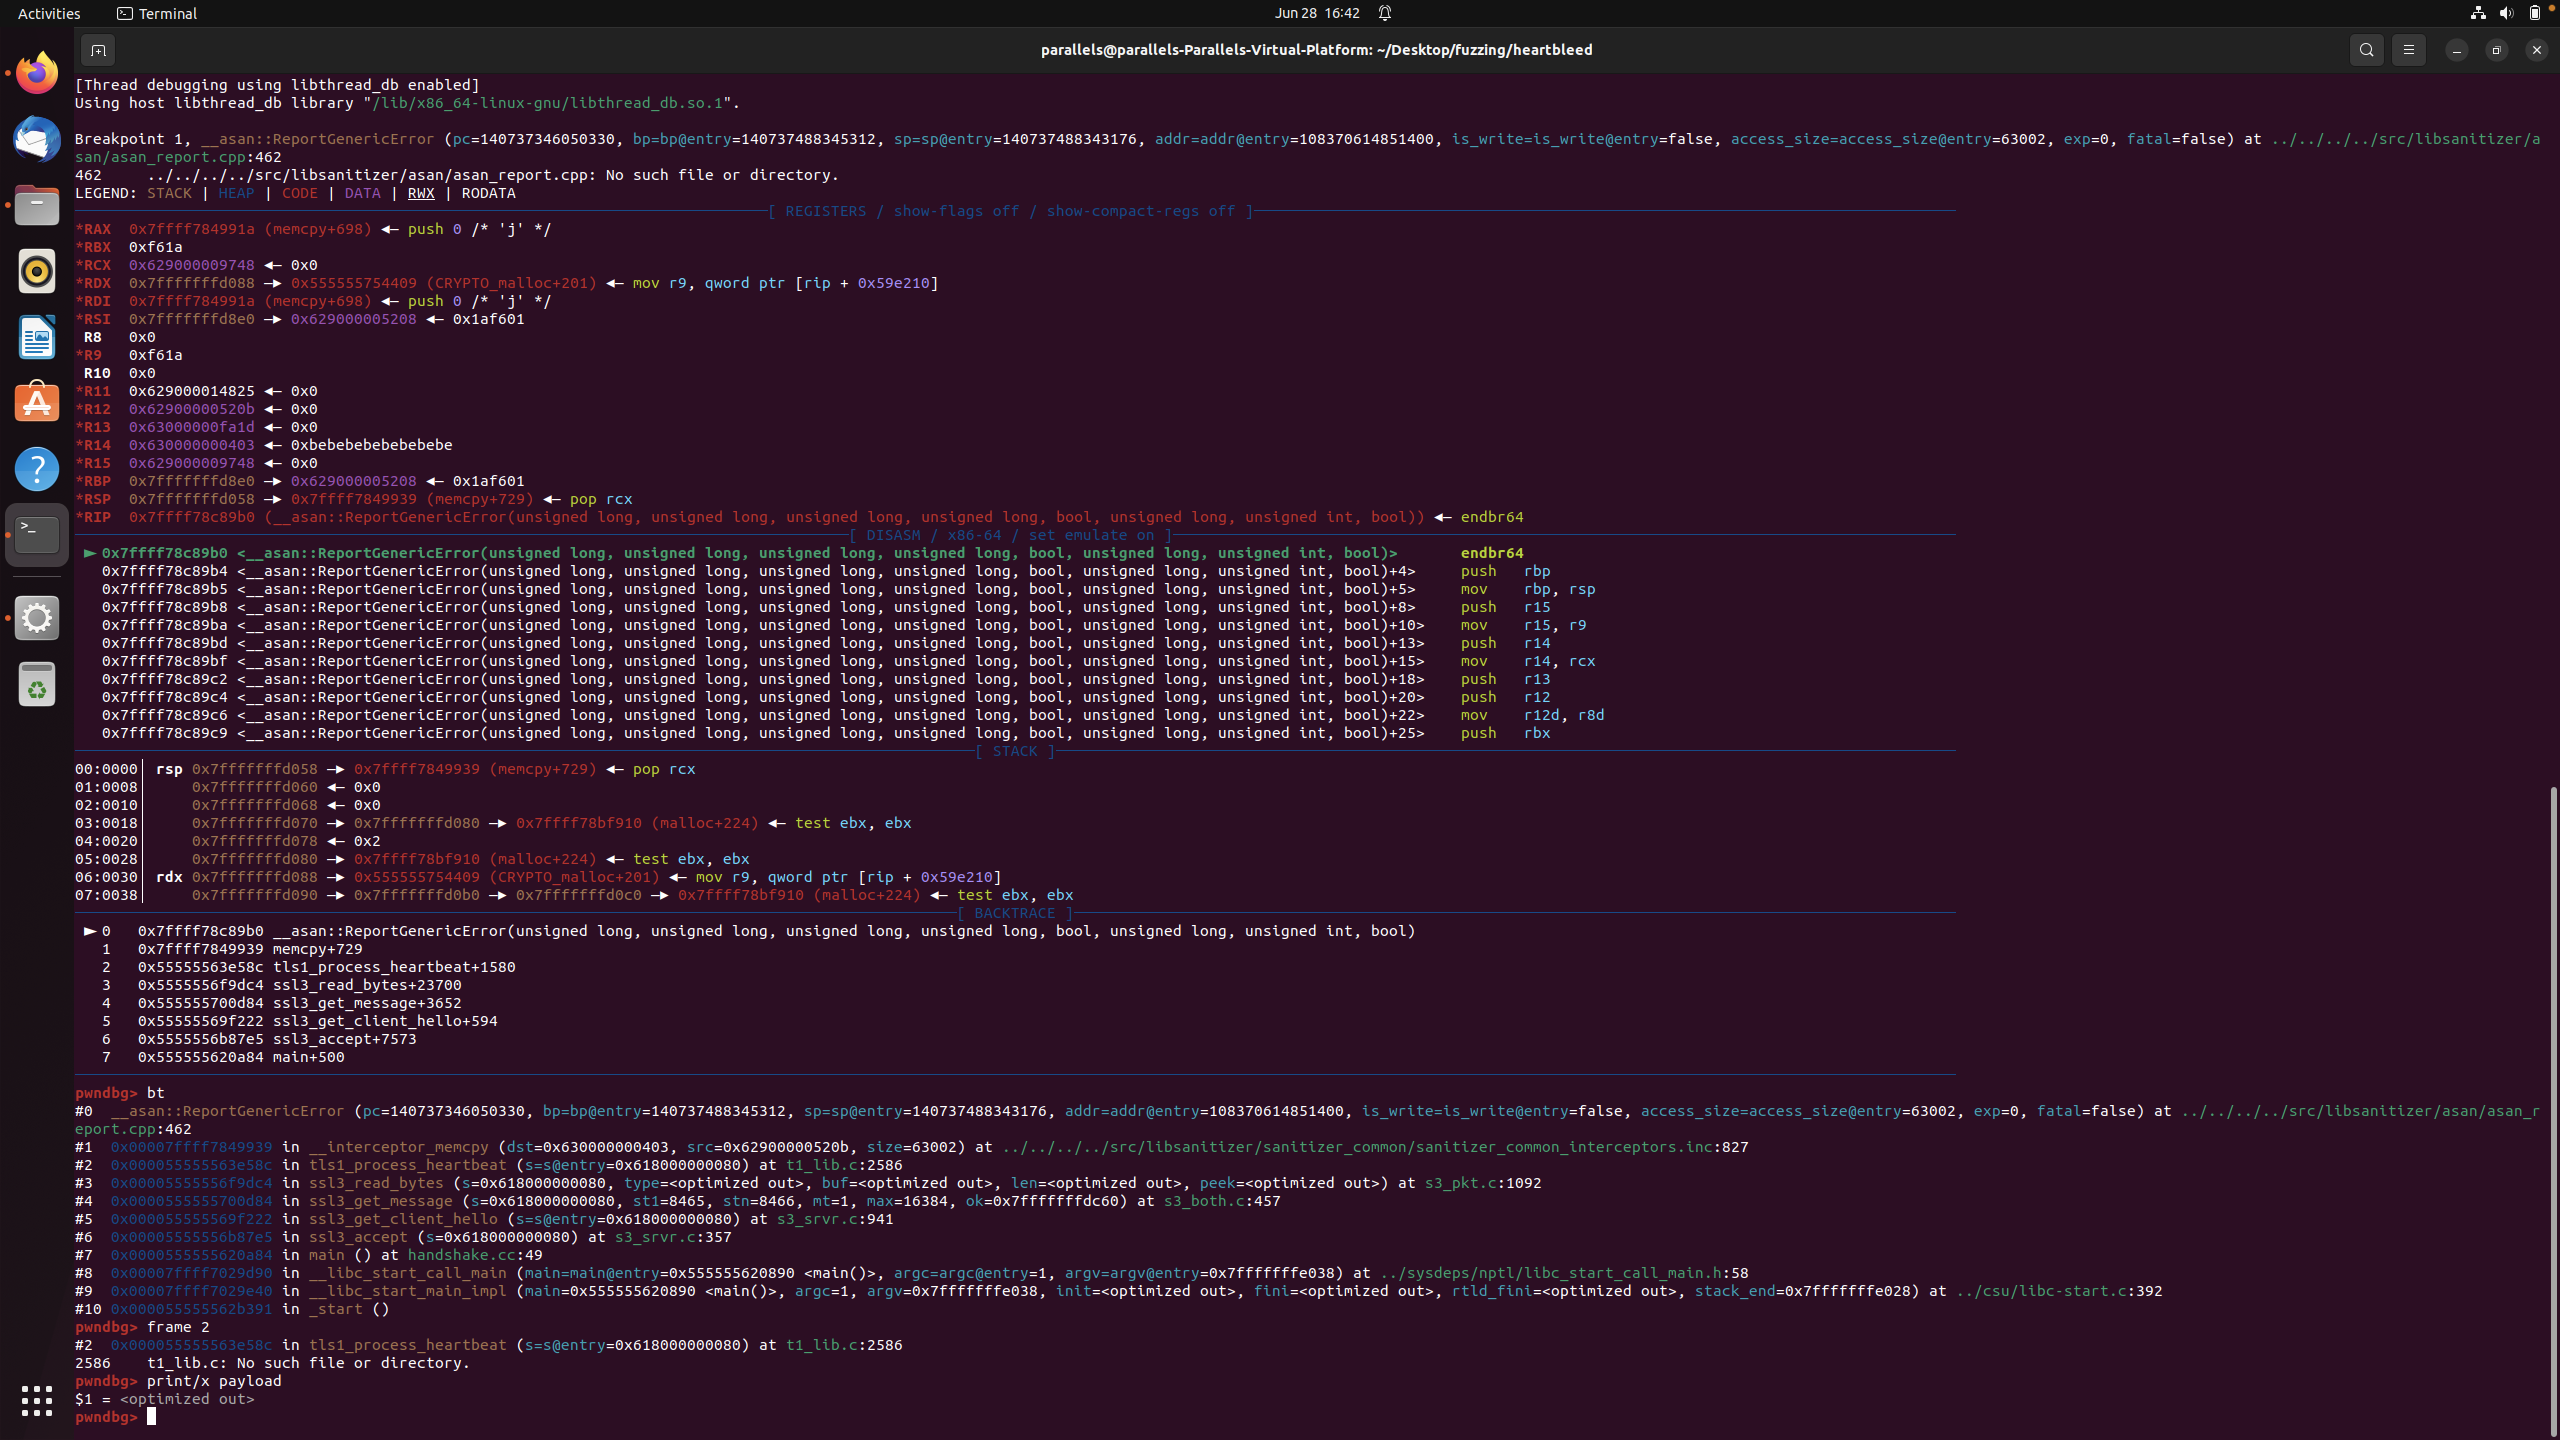 Activities
Terminal
Jun 28 16:42
parallels@parallels-Parallels-Virtual-Platform: ~/Desktop/fuzzing/heartbleed
[Thread debugging using libthread_db enabled]
Using host libthread_db library "/lib/x86_64-linux-gnu/libthread_db.so.1".
Breakpoint 1, __asan::ReportGenericError (pc=140737346050330, bp=bp@entry=140737488345312, sp=sp@entry=140737488343176, addr=addr@entry=108370614851400, is_write=is_write@entry=false, access_size=access_size@entry=63002, exp=0, fatal=false) at ../../../../src/libsanitizer/a
san/asan_report.cpp:462
462     ../../../../src/libsanitizer/asan/asan_report.cpp: No such file or directory.
LEGEND: STACK | HEAP | CODE | DATA | RWX | RODATA
[ REGISTERS / show-flags off / show-compact-regs off ]
*RAX  0x7ffff784991a (memcpy+698) ◂— push 0 /* 'j' */
*RBX  0xf61a
*RCX  0x629000009748 ◂— 0x0
*RDX  0x7fffffffd088 —▸ 0x555555754409 (CRYPTO_malloc+201) ◂— mov r9, qword ptr [rip + 0x59e210]
*RDI  0x7ffff784991a (memcpy+698) ◂— push 0 /* 'j' */
*RSI  0x7fffffffd8e0 —▸ 0x629000005208 ◂— 0x1af601
R8   0x0
*R9   0xf61a
R10  0x0
*R11  0x629000014825 ◂— 0x0
*R12  0x62900000520b ◂— 0x0
*R13  0x63000000fa1d ◂— 0x0
*R14  0x630000000403 ◂— 0xbebebebebebebebe
*R15  0x629000009748 ◂— 0x0
*RBP  0x7fffffffd8e0 —▸ 0x629000005208 ◂— 0x1af601
*RSP  0x7fffffffd058 —▸ 0x7ffff7849939 (memcpy+729) ◂— pop rcx
*RIP  0x7ffff78c89b0 (__asan::ReportGenericError(unsigned long, unsigned long, unsigned long, unsigned long, bool, unsigned long, unsigned int, bool)) ◂— endbr64
[ DISASM / x86-64 / set emulate on ]
► 0x7ffff78c89b0 <__asan::ReportGenericError(unsigned long, unsigned long, unsigned long, unsigned long, bool, unsigned long, unsigned int, bool)>       endbr64
0x7ffff78c89b4 <__asan::ReportGenericError(unsigned long, unsigned long, unsigned long, unsigned long, bool, unsigned long, unsigned int, bool)+4>     push   rbp
0x7ffff78c89b5 <__asan::ReportGenericError(unsigned long, unsigned long, unsigned long, unsigned long, bool, unsigned long, unsigned int, bool)+5>     mov    rbp, rsp
0x7ffff78c89b8 <__asan::ReportGenericError(unsigned long, unsigned long, unsigned long, unsigned long, bool, unsigned long, unsigned int, bool)+8>     push   r15
0x7ffff78c89ba <__asan::ReportGenericError(unsigned long, unsigned long, unsigned long, unsigned long, bool, unsigned long, unsigned int, bool)+10>    mov    r15, r9
0x7ffff78c89bd <__asan::ReportGenericError(unsigned long, unsigned long, unsigned long, unsigned long, bool, unsigned long, unsigned int, bool)+13>    push   r14
0x7ffff78c89bf <__asan::ReportGenericError(unsigned long, unsigned long, unsigned long, unsigned long, bool, unsigned long, unsigned int, bool)+15>    mov    r14, rcx
0x7ffff78c89c2 <__asan::ReportGenericError(unsigned long, unsigned long, unsigned long, unsigned long, bool, unsigned long, unsigned int, bool)+18>    push   r13
0x7ffff78c89c4 <__asan::ReportGenericError(unsigned long, unsigned long, unsigned long, unsigned long, bool, unsigned long, unsigned int, bool)+20>    push   r12
0x7ffff78c89c6 <__asan::ReportGenericError(unsigned long, unsigned long, unsigned long, unsigned long, bool, unsigned long, unsigned int, bool)+22>    mov    r12d, r8d
0x7ffff78c89c9 <__asan::ReportGenericError(unsigned long, unsigned long, unsigned long, unsigned long, bool, unsigned long, unsigned int, bool)+25>    push   rbx
[ STACK ]
00:0000│ rsp 0x7fffffffd058 —▸ 0x7ffff7849939 (memcpy+729) ◂— pop rcx
01:0008│     0x7fffffffd060 ◂— 0x0
02:0010│     0x7fffffffd068 ◂— 0x0
03:0018│     0x7fffffffd070 —▸ 0x7fffffffd080 —▸ 0x7ffff78bf910 (malloc+224) ◂— test ebx, ebx
04:0020│     0x7fffffffd078 ◂— 0x2
05:0028│     0x7fffffffd080 —▸ 0x7ffff78bf910 (malloc+224) ◂— test ebx, ebx
06:0030│ rdx 0x7fffffffd088 —▸ 0x555555754409 (CRYPTO_malloc+201) ◂— mov r9, qword ptr [rip + 0x59e210]
07:0038│     0x7fffffffd090 —▸ 0x7fffffffd0b0 —▸ 0x7fffffffd0c0 —▸ 0x7ffff78bf910 (malloc+224) ◂— test ebx, ebx
[ BACKTRACE ]
► 0   0x7ffff78c89b0 __asan::ReportGenericError(unsigned long, unsigned long, unsigned long, unsigned long, bool, unsigned long, unsigned int, bool)
1   0x7ffff7849939 memcpy+729
2   0x55555563e58c tls1_process_heartbeat+1580
3   0x5555556f9dc4 ssl3_read_bytes+23700
4   0x555555700d84 ssl3_get_message+3652
5   0x55555569f222 ssl3_get_client_hello+594
6   0x5555556b87e5 ssl3_accept+7573
7   0x555555620a84 main+500
pwndbg> bt
#0  __asan::ReportGenericError (pc=140737346050330, bp=bp@entry=140737488345312, sp=sp@entry=140737488343176, addr=addr@entry=108370614851400, is_write=is_write@entry=false, access_size=access_size@entry=63002, exp=0, fatal=false) at ../../../../src/libsanitizer/asan/asan_r
eport.cpp:462
#1  0x00007ffff7849939 in __interceptor_memcpy (dst=0x630000000403, src=0x62900000520b, size=63002) at ../../../../src/libsanitizer/sanitizer_common/sanitizer_common_interceptors.inc:827
#2  0x000055555563e58c in tls1_process_heartbeat (s=s@entry=0x618000000080) at t1_lib.c:2586
#3  0x00005555556f9dc4 in ssl3_read_bytes (s=0x618000000080, type=<optimized out>, buf=<optimized out>, len=<optimized out>, peek=<optimized out>) at s3_pkt.c:1092
#4  0x0000555555700d84 in ssl3_get_message (s=0x618000000080, st1=8465, stn=8466, mt=1, max=16384, ok=0x7fffffffdc60) at s3_both.c:457
#5  0x000055555569f222 in ssl3_get_client_hello (s=s@entry=0x618000000080) at s3_srvr.c:941
#6  0x00005555556b87e5 in ssl3_accept (s=0x618000000080) at s3_srvr.c:357
#7  0x0000555555620a84 in main () at handshake.cc:49
#8  0x00007ffff7029d90 in __libc_start_call_main (main=main@entry=0x555555620890 <main()>, argc=argc@entry=1, argv=argv@entry=0x7fffffffe038) at ../sysdeps/nptl/libc_start_call_main.h:58
#9  0x00007ffff7029e40 in __libc_start_main_impl (main=0x555555620890 <main()>, argc=1, argv=0x7fffffffe038, init=<optimized out>, fini=<optimized out>, rtld_fini=<optimized out>, stack_end=0x7fffffffe028) at ../csu/libc-start.c:392
#10 0x000055555562b391 in _start ()
pwndbg> frame 2
#2  0x000055555563e58c in tls1_process_heartbeat (s=s@entry=0x618000000080) at t1_lib.c:2586
2586    t1_lib.c: No such file or directory.
pwndbg> print/x payload
$1 = <optimized out>
pwndbg>